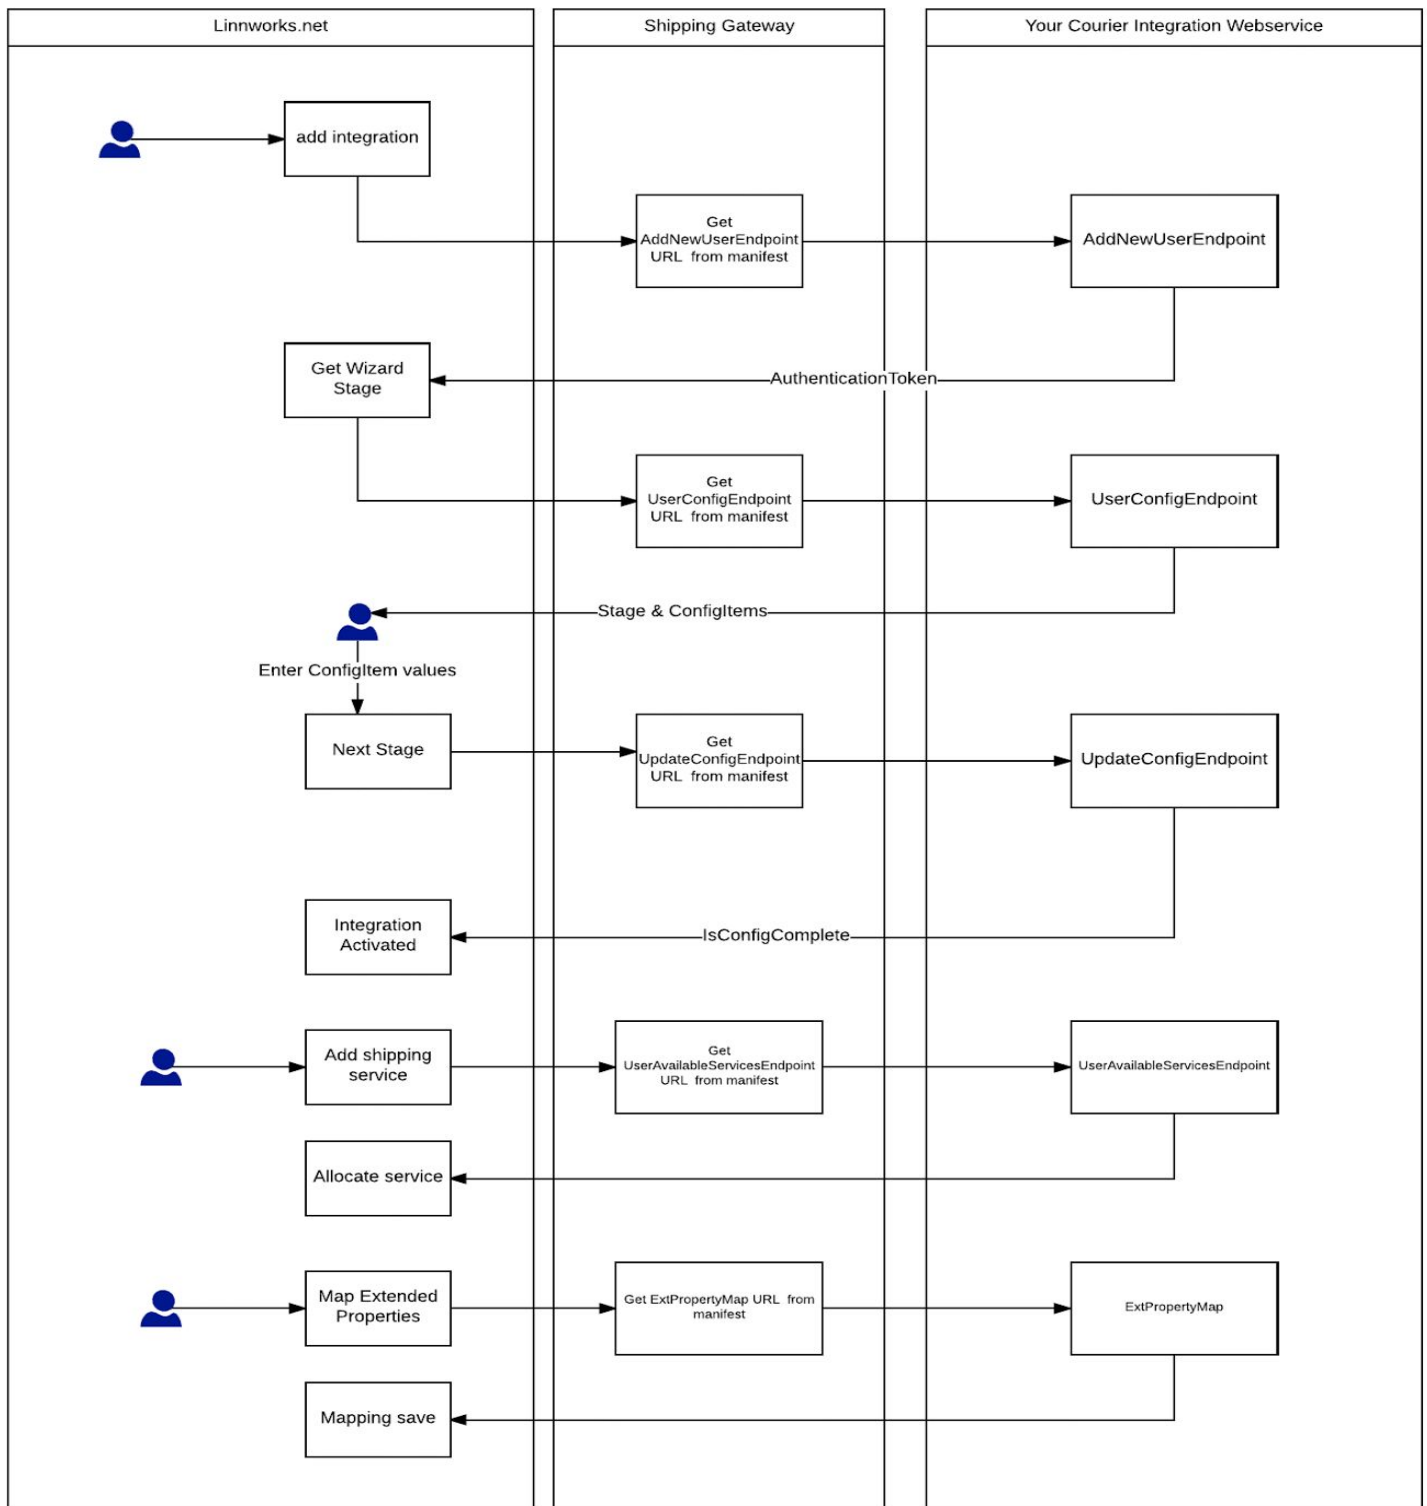 Linnworks.net
Shipping Gateway
Your Courier Integration Webservice
add integration
Get
AddNewUserEndpoint
URL from manifest
AddNewUserEndpoint
Get Wizard
Stage
AuthenticationToken
Get
UserConfigEndpoint
URL from manifest
UserConfigEndpoint
Stage & ConfigItems
Enter ConfigItem values
Next Stage
Get
UpdateConfigEndpoint
URL from manifest
UpdateConfigEndpoint
Integration
Activated
IsConfigComplete
Add shipping
service
Get
UserAvailableServicesEndpoint
URL from manifest
UserAvailableServicesEndpoint
Allocate service
Map Extended
Properties
Get ExtPropertyMap URL from
manifest
ExtPropertyMap
Mapping save